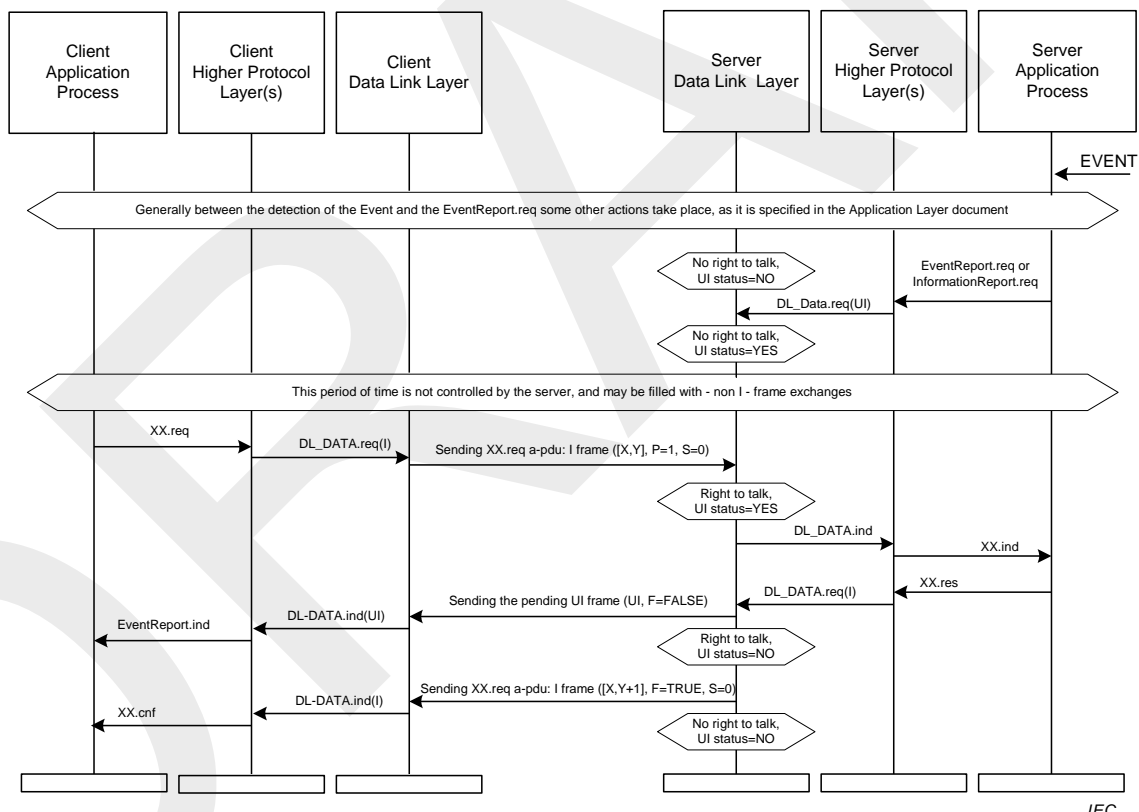 Client
Application
Process
Client
Higher Protocol
Layer(s)
Client
Data Link Layer
Server
Data Link Layer
Server
Higher Protocol
Layer(s)
Server
Application
Process
EVENT
Generally between the detection of the Event and the EventReport.req some other actions take place, as it is specified in the Application Layer document
No right to talk,
UI status=NO
EventReport.req or
InformationReport.req
DL_Data.req(UI)
No right to talk,
UI status=YES
This period of time is not controlled by the server, and may be filled with - non I - frame exchanges
XX.req
DL_DATA.req(I)
Sending XX.req a-pdu: I frame ([X,Y], P=1, S=0)
Right to talk,
UI status=YES
DL_DATA.ind
XX.ind
XX.res
DL_DATA.req(I)
Sending the pending UI frame (UI, F=FALSE)
DL-DATA.ind(UI)
EventReport.ind
Right to talk,
UI status=NO
Sending XX.req a-pdu: I frame ([X,Y+1], F=TRUE, S=0)
DL-DATA.ind(I)
XX.cnf
No right to talk,
UI status=NO
IEC